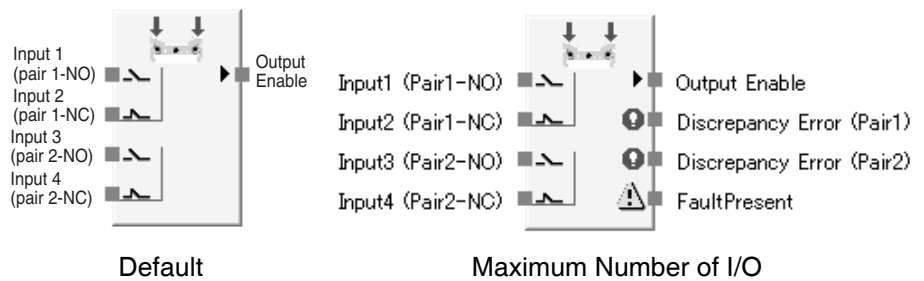 Input 1
(pair 1-NO)
Input 2
(pair 1-NC)
Input 3
(pair 2-NO)
Input 4
(pair 2-NC)
Output
Enable
Default
Input1 (Pair1-NO)
Input2 (Pair1-NC)
Input3 (Pair2-NO)
Input4 (Pair2-NC)
Output Enable
Discrepancy Error (Pair1)
Discrepancy Error (Pair2)
FaultPresent
Maximum Number of I/O